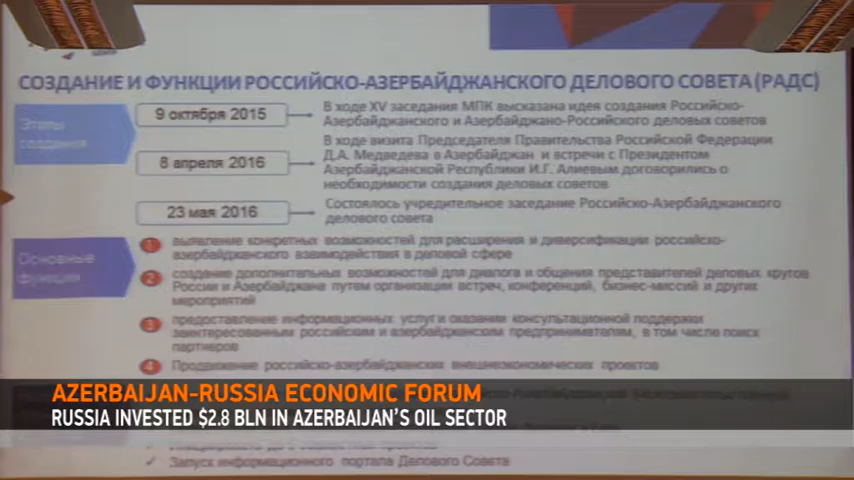 СОЗДАНИЕ И ФУНКЦИИ РОССИЙСКО-АЗЕРБАЙДЖАНСКОГО ДЕЛОВОГО СОВЕТА (РАДС)
Этапы
создания
9 октября 2015
В ходе XV заседания МПК высказана идея создания Российско-
Азербайджанского и Азербайджано-Российского деловых советов
8 апреля 2016
В ходе визита Председателя Правительства Российской Федерации
Д.А. Медведева в Азербайджан и встречи с Президентом
Азербайджанской Республики И.Г. Алиевым договорились о
необходимости создания деловых советов
23 мая 2016
Состоялось учредительное заседание Российско-Азербайджанского
делового совета
Основные
функции
1 выявление конкретных возможностей для расширения и диверсификации российско-
азербайджанского взаимодействия в деловой сфере
2 создание дополнительных возможностей для диалога и общения представителей деловых кругов
России и Азербайджана путем организации встреч, конференций, бизнес-миссий и других
мероприятий
3 предоставление информационных услуг и оказании консультационной поддержки
заинтересованным российским и азербайджанским предпринимателям, в том числе поиск
партнеров
4 Продвижение российско-азербайджанских внешнеэкономических проектов
AZERBAIJAN-RUSSIA ECONOMIC FORUM
RUSSIA INVESTED $2.8 BLN IN AZERBAIJAN'S OIL SECTOR
✓ Запуск информационного портала Делового Совета